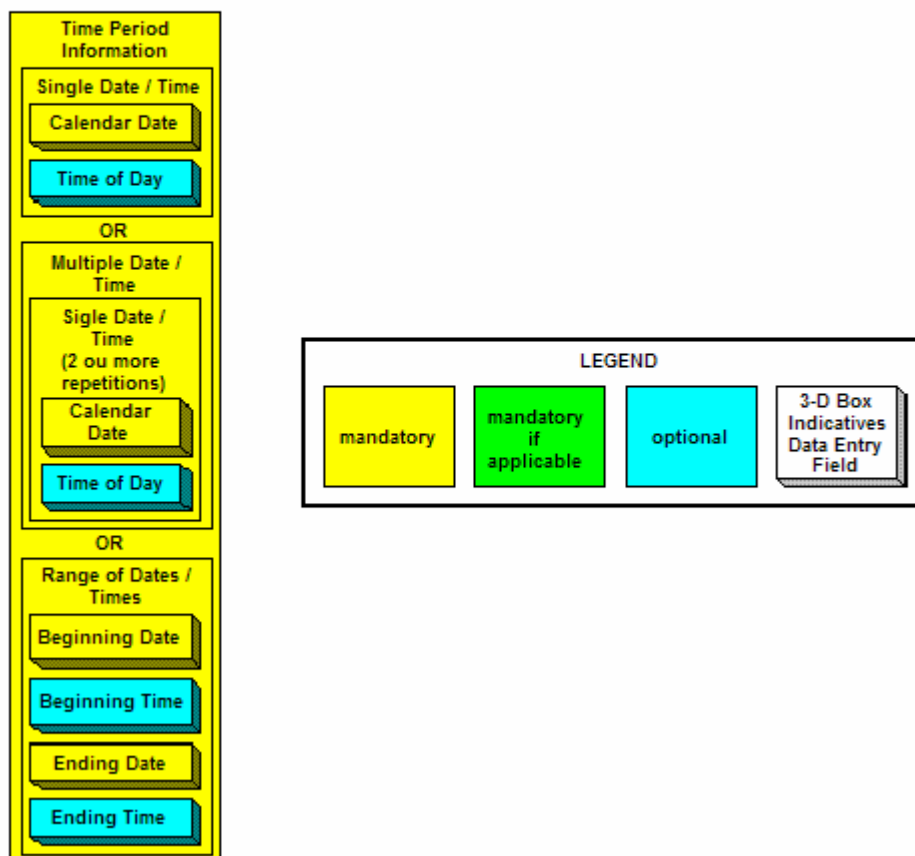 Time Period
Information
Single Date / Time
Calendar Date
Time of Day
OR
Multiple Date /
Time
Sigle Date /
Time
(2 ou more
repetitions)
Calendar
Date
Time of Day
OR
Range of Dates /
Times
Beginning Date
Beginning Time
Ending Date
Ending Time
LEGEND
mandatory
mandatory
if
applicable
optional
3-D Box
Indicatives
Data Entry
Field